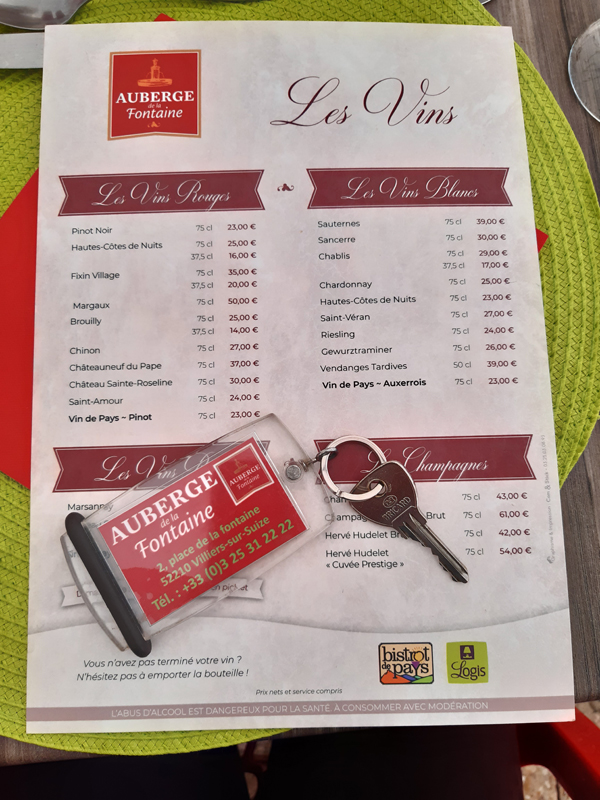 AUBERGE
de la
Fontaine
Les Vins
Les Vins Rouges
Pinot Noir 75 cl 23,00 €
Hautes-Côtes de Nuits 75 cl 25,00 €
37,5 cl 16,00 €
Fixin Village 75 cl 35,00 €
37,5 cl 20,00 €
Margaux 75 cl 50,00 €
Brouilly 75 cl 25,00 €
37,5 cl 14,00 €
Chinon 75 cl 27,00 €
Châteauneuf du Pape 75 cl 37,00 €
Château Sainte-Roseline 75 cl 30,00 €
Saint-Amour 75 cl 24,00 €
Vin de Pays ~ Pinot 75 cl 23,00 €
Les Vins Blancs
Sauternes 75 cl 39,00 €
Sancerre 75 cl 30,00 €
Chablis 75 cl 29,00 €
37,5 cl 17,00 €
Chardonnay 75 cl 25,00 €
Hautes-Côtes de Nuits 75 cl 23,00 €
Saint-Véran 75 cl 27,00 €
Riesling 75 cl 24,00 €
Gewurztraminer 75 cl 26,00 €
Vendanges Tardives 50 cl 39,00 €
Vin de Pays ~ Auxerrois 75 cl 23,00 €
Les Vins
Marsannay
AUBERGE
de la
Fontaine
AUBERGE
de la
Fontaine
2, place de la fontaine
52210 Villiers-sur-Suize
Tél. : +33 (0)3 25 31 22 22
Champagnes
75 cl 43,00 €
Brut 75 cl 61,00 €
Hervé Hudelet 75 cl 42,00 €
Hervé Hudelet 75 cl 54,00 €
« Cuvée Prestige »
Vous n'avez pas terminé votre vin ?
N'hésitez pas à emporter la bouteille !
bistrot
de pays
Logis
Prix nets et service compris
L'ABUS D'ALCOOL EST DANGEREUX POUR LA SANTÉ, À CONSOMMER AVEC MODÉRATION